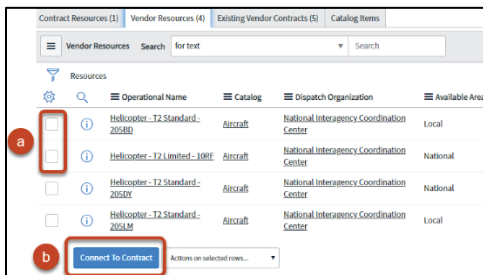 Contract Resources (1) Vendor Resources (4) Existing Vendor Contracts (5) Catalog Items
Vendor Resources Search for text Search
Resources
Operational Name Catalog Dispatch Organization Available Area
Helicopter - T2 Standard - 205BD Aircraft National Interagency Coordination Center Local
a
Helicopter - T2 Limited - 10RF Aircraft National Interagency Coordination Center National
Helicopter - T2 Standard - 205DY Aircraft National Interagency Coordination Center National
Helicopter - T2 Standard - 205LM Aircraft National Interagency Coordination Center Local
b Connect To Contract Actions on selected rows...